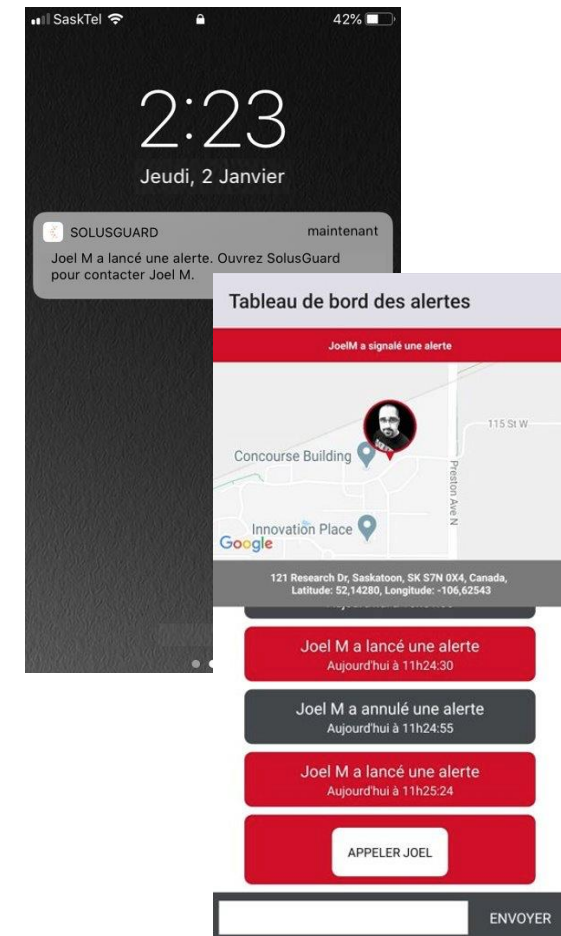 SaskTel
42%
2:23
Jeudi, 2 Janvier
SOLUSGUARD maintenant
Joel M a lancé une alerte. Ouvrez SolusGuard
pour contacter Joel M.
Tableau de bord des alertes
JoelM a signalé une alerte
115 St W
Concourse Building
Preston Ave N
Innovation Place
Google
121 Research Dr, Saskatoon, SK S7N 0X4, Canada,
Latitude: 52,14280, Longitude: -106,62543
Joel M a lancé une alerte
Aujourd'hui à 11h24:30
Joel M a annulé une alerte
Aujourd'hui à 11h24:55
Joel M a lancé une alerte
Aujourd'hui à 11h25:24
APPELER JOEL
ENVOYER